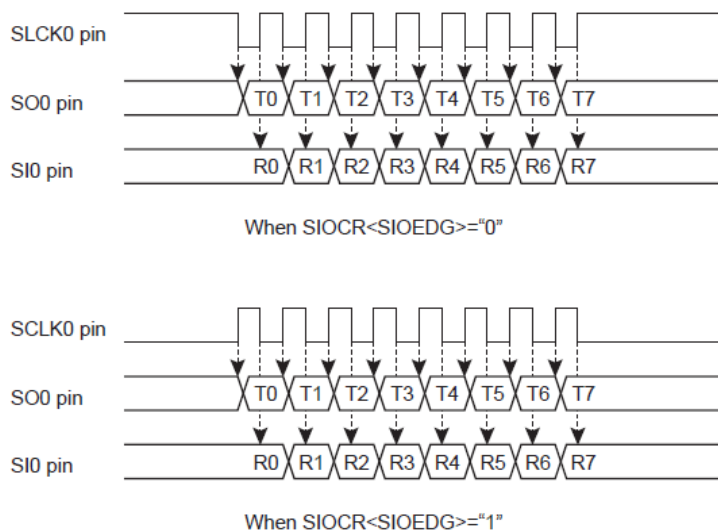 SLCK0 pin
SO0 pin T0 T1 T2 T3 T4 T5 T6 T7
SI0 pin R0 R1 R2 R3 R4 R5 R6 R7
When SIOCR<SIOEDG>=“0”
SCLK0 pin
SO0 pin T0 T1 T2 T3 T4 T5 T6 T7
SI0 pin R0 R1 R2 R3 R4 R5 R6 R7
When SIOCR<SIOEDG>=“1”